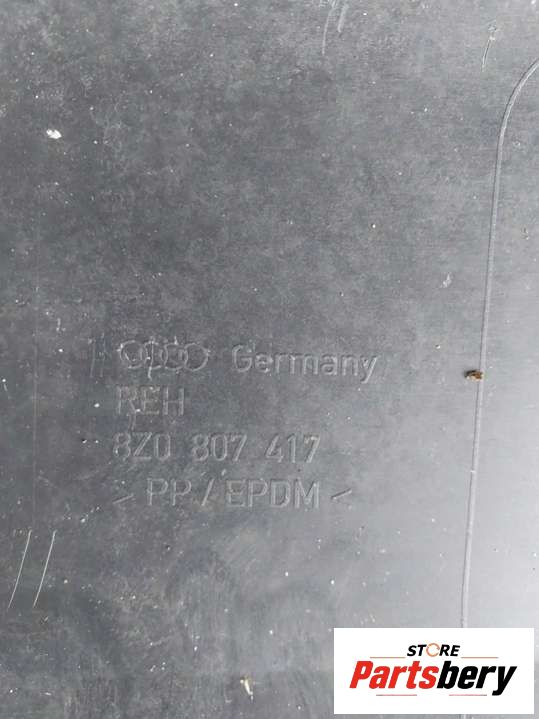 Germany
REH
8Z0 807 417
> PP / EPDM <
STORE
Partsbery